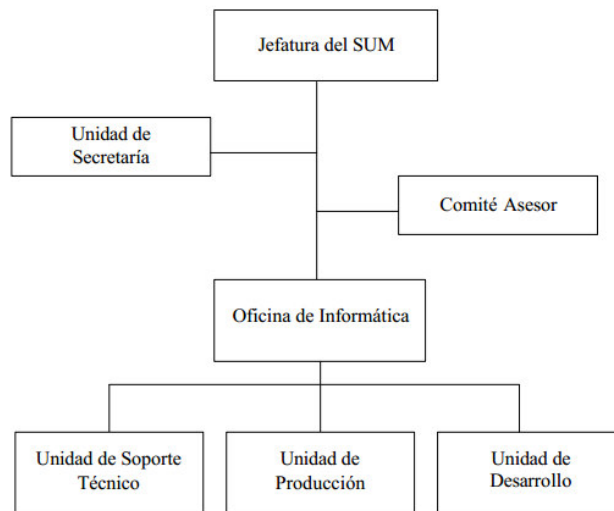 Jefatura del SUM
Unidad de
Secretaría
Comité Asesor
Oficina de Informática
Unidad de Soporte
Técnico
Unidad de
Producción
Unidad de
Desarrollo